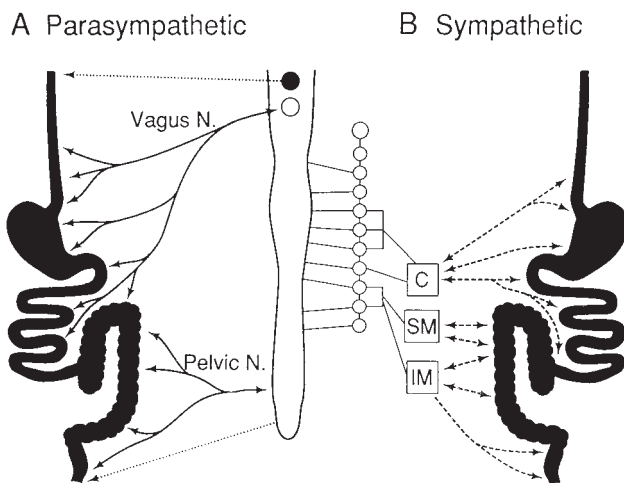 A Parasympathetic
B Sympathetic
Vagus N.
C
SM
Pelvic N.
IM